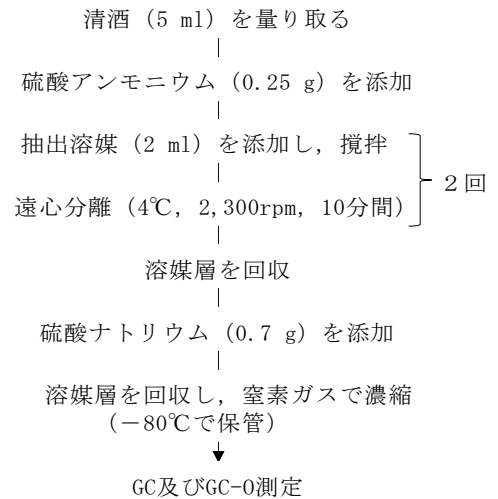 清酒（5 ml）を量り取る
硫酸アンモニウム（0.25 g）を添加
抽出溶媒（2 ml）を添加し，撹拌
2回
遠心分離（4℃, 2,300rpm, 10分間）
溶媒層を回収
硫酸ナトリウム（0.7 g）を添加
溶媒層を回収し，窒素ガスで濃縮
（－80℃で保管）
GC及びGC-O測定